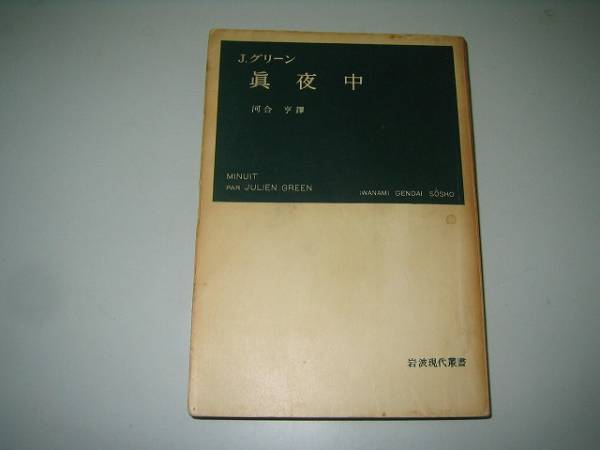 J.グリーン
眞夜中
河合 亨譯
MINUIT
PAR JULIEN GREEN
IWANAMI GENDAI SŌSHO
岩波現代叢書